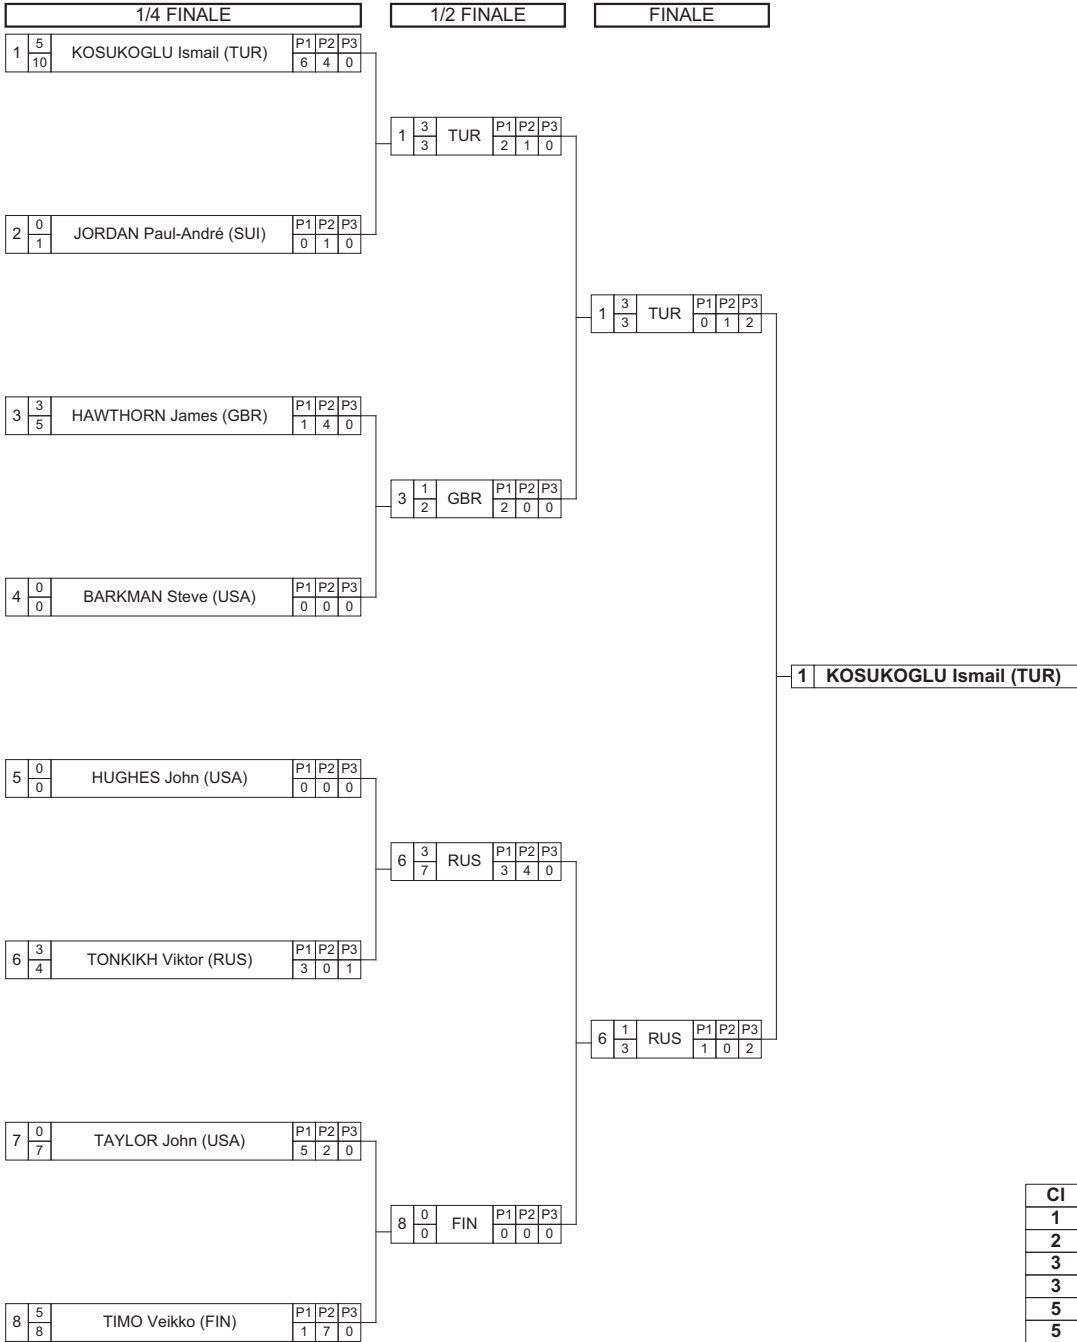 1/4 FINALE 1/2 FINALE FINALE
1 5 10 KOSUKOGLU Ismail (TUR) P1 P2 P3 6 4 0
1 3 3 TUR P1 P2 P3 2 1 0
2 0 1 JORDAN Paul-André (SUI) P1 P2 P3 0 1 0
1 3 3 TUR P1 P2 P3 0 1 2
3 3 5 HAWTHORN James (GBR) P1 P2 P3 1 4 0
3 1 2 GBR P1 P2 P3 2 0 0
4 0 0 BARKMAN Steve (USA) P1 P2 P3 0 0 0
1 KOSUKOGLU Ismail (TUR)
5 0 0 HUGHES John (USA) P1 P2 P3 0 0 0
6 3 7 RUS P1 P2 P3 3 4 0
6 3 4 TONKIKH Viktor (RUS) P1 P2 P3 3 0 1
6 1 3 RUS P1 P2 P3 1 0 2
7 0 7 TAYLOR John (USA) P1 P2 P3 5 2 0
8 0 0 FIN P1 P2 P3 0 0 0
8 5 8 TIMO Veikko (FIN) P1 P2 P3 1 7 0
Cl
1
2
3
3
5
5